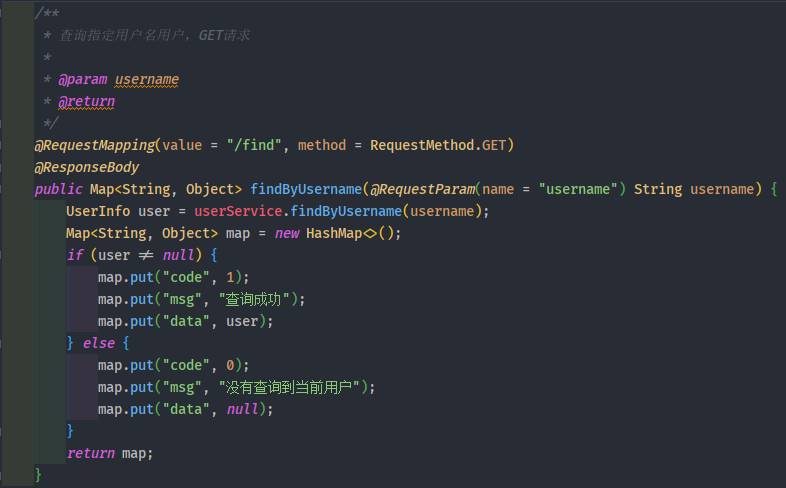 /**
 * 查询指定用户名用户，GET请求
 *
 * @param username
 * @return
 */
@RequestMapping(value = "/find", method = RequestMethod.GET)
@ResponseBody
public Map<String, Object> findByUsername(@RequestParam(name = "username") String username) {
    UserInfo user = userService.findByUsername(username);
    Map<String, Object> map = new HashMap<>();
    if (user != null) {
        map.put("code", 1);
        map.put("msg", "查询成功");
        map.put("data", user);
    } else {
        map.put("code", 0);
        map.put("msg", "没有查询到当前用户");
        map.put("data", null);
    }
    return map;
}